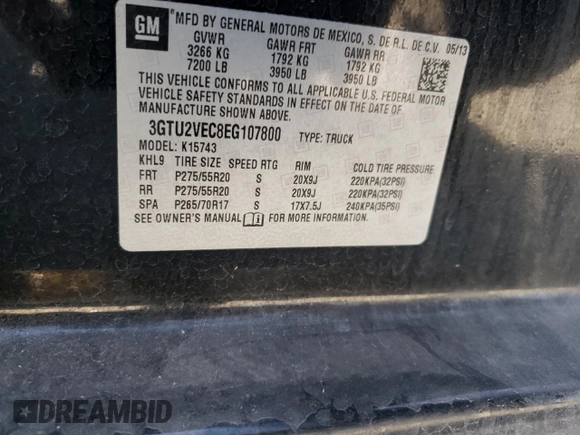 GM
"MFD BY GENERAL MOTORS DE MEXICO, S. DE R.L. DE C.V. 05/13
GVWR GAWR FRT GAWR RR
3266 KG 1792 KG 1792 KG
7200 LB 3950 LB 3950 LB
THIS VEHICLE CONFORMS TO ALL APPLICABLE U.S. FEDERAL MOTOR
VEHICLE SAFETY STANDARDS IN EFFECT ON THE DATE OF
MANUFACTURE SHOWN ABOVE.
3GTU2VEC8EG107800 TYPE: TRUCK
MODEL: K15743
KHL9 TIRE SIZE SPEED RTG RIM COLD TIRE PRESSURE
FRT P275/55R20 S 20X9J 220KPA(32PSI)
RR P275/55R20 S 20X9J 220KPA(32PSI)
SPA P265/70R17 S 17X7.5J 240KPA(35PSI)
SEE OWNER'S MANUAL FOR MORE INFORMATION.
DREAMBID